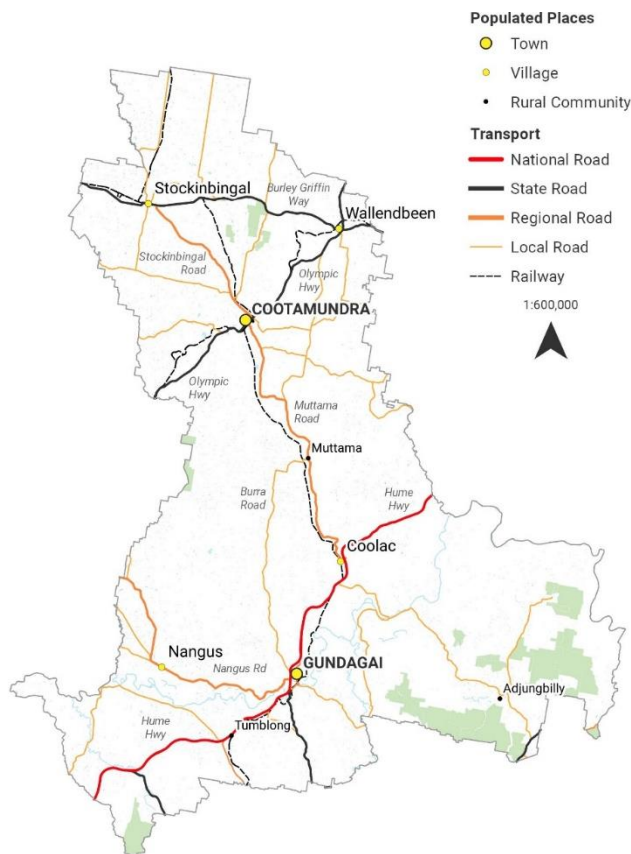 Populated Places
Town
Village
Rural Community
Transport
National Road
State Road
Regional Road
Local Road
Railway
1:600,000
Stockinbingal
Burley Griffin
Way
Wallendbeen
Stockinbingal
Road
Olympic
Hwy
COOTAMUNDRA
Olympic
Hwy
Muttama
Road
Muttama
Burra
Road
Hume
Hwy
Coolac
Nangus
Nangus Rd
GUNDAGAI
Adjungbilly
Hume
Hwy
Tumblong